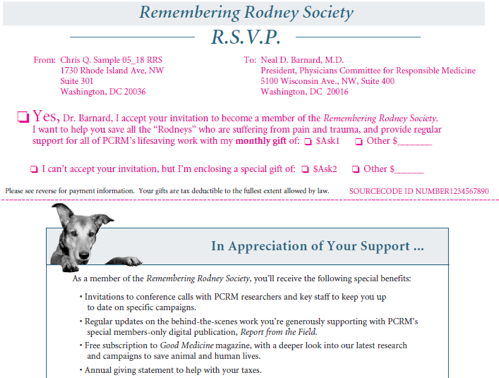 Remembering Rodney Society
R.S.V.P.
From: Chris Q. Sample 05_18 RRS
1730 Rhode Island Ave, NW
Suite 301
Washington, DC 20036
To: Neal D. Barnard, M.D.
President, Physicians Committee for Responsible Medicine
5100 Wisconsin Ave., NW, Suite 400
Washington, DC 20016
❏ Yes, Dr. Barnard, I accept your invitation to become a member of the Remembering Rodney Society.
I want to help you save all the “Rodneys” who are suffering from pain and trauma, and provide regular
support for all of PCRM’s lifesaving work with my monthly gift of: ❏ $Ask1 ❏ Other $_______
❏ I can’t accept your invitation, but I’m enclosing a special gift of: ❏ $Ask2 ❏ Other $______
Please see reverse for payment information. Your gifts are tax deductible to the fullest extent allowed by law. SOURCECODE ID NUMBER1234567890
In Appreciation of Your Support ...
As a member of the Remembering Rodney Society, you’ll receive the following special benefits:
• Invitations to conference calls with PCRM researchers and key staff to keep you up
to date on specific campaigns.
• Regular updates on the behind-the-scenes work you’re generously supporting with PCRM’s
special members-only digital publication, Report from the Field.
• Free subscription to Good Medicine magazine, with a deeper look into our latest research
and campaigns to save animal and human lives.
• Annual giving statement to help with your taxes.